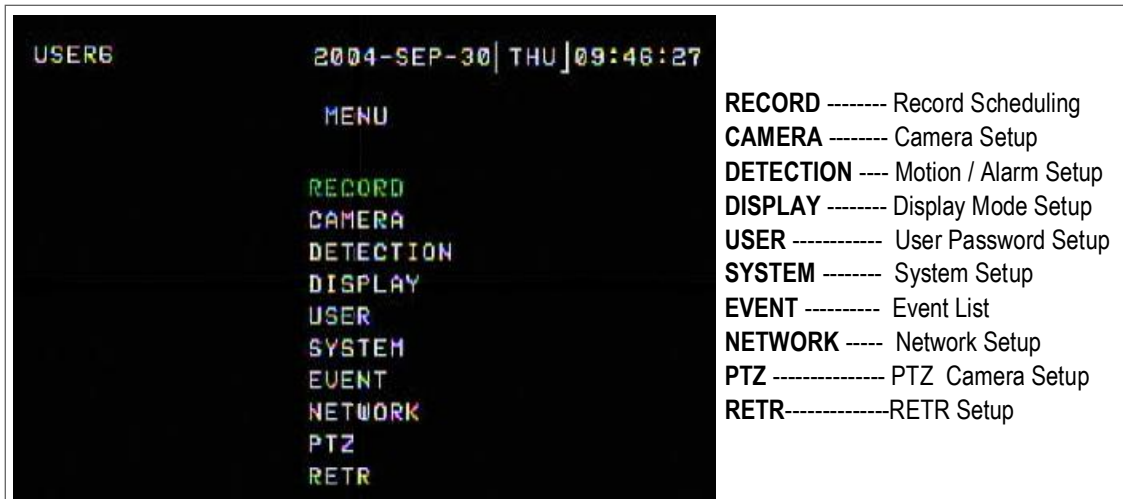 USER6 2004-SEP-30| THU ⌋09:46:27
MENU
RECORD
CAMERA
DETECTION
DISPLAY
USER
SYSTEM
EVENT
NETWORK
PTZ
RETR
RECORD -------- Record Scheduling
CAMERA -------- Camera Setup
DETECTION ---- Motion / Alarm Setup
DISPLAY -------- Display Mode Setup
USER ------------ User Password Setup
SYSTEM -------- System Setup
EVENT ---------- Event List
NETWORK ----- Network Setup
PTZ --------------- PTZ Camera Setup
RETR--------------RETR Setup